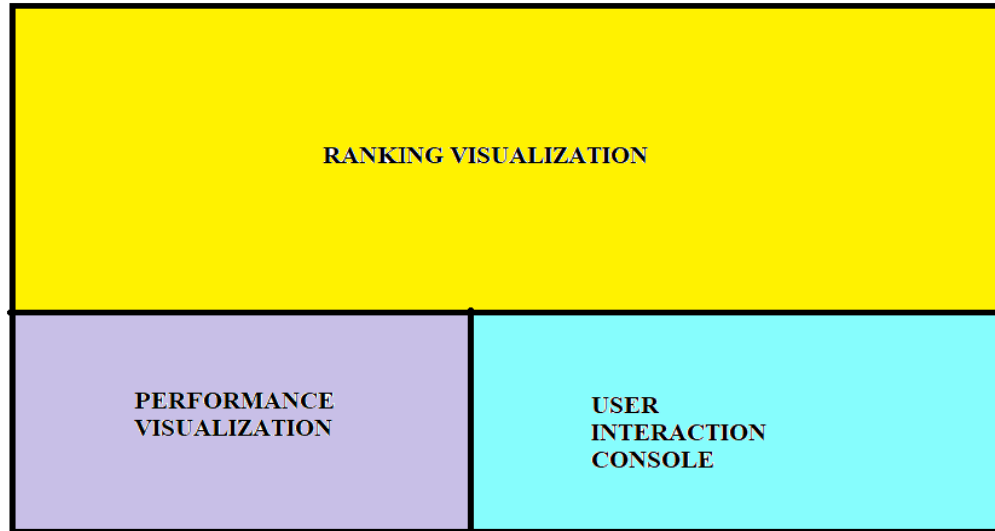 RANKING VISUALIZATION
PERFORMANCE
VISUALIZATION
USER
INTERACTION
CONSOLE